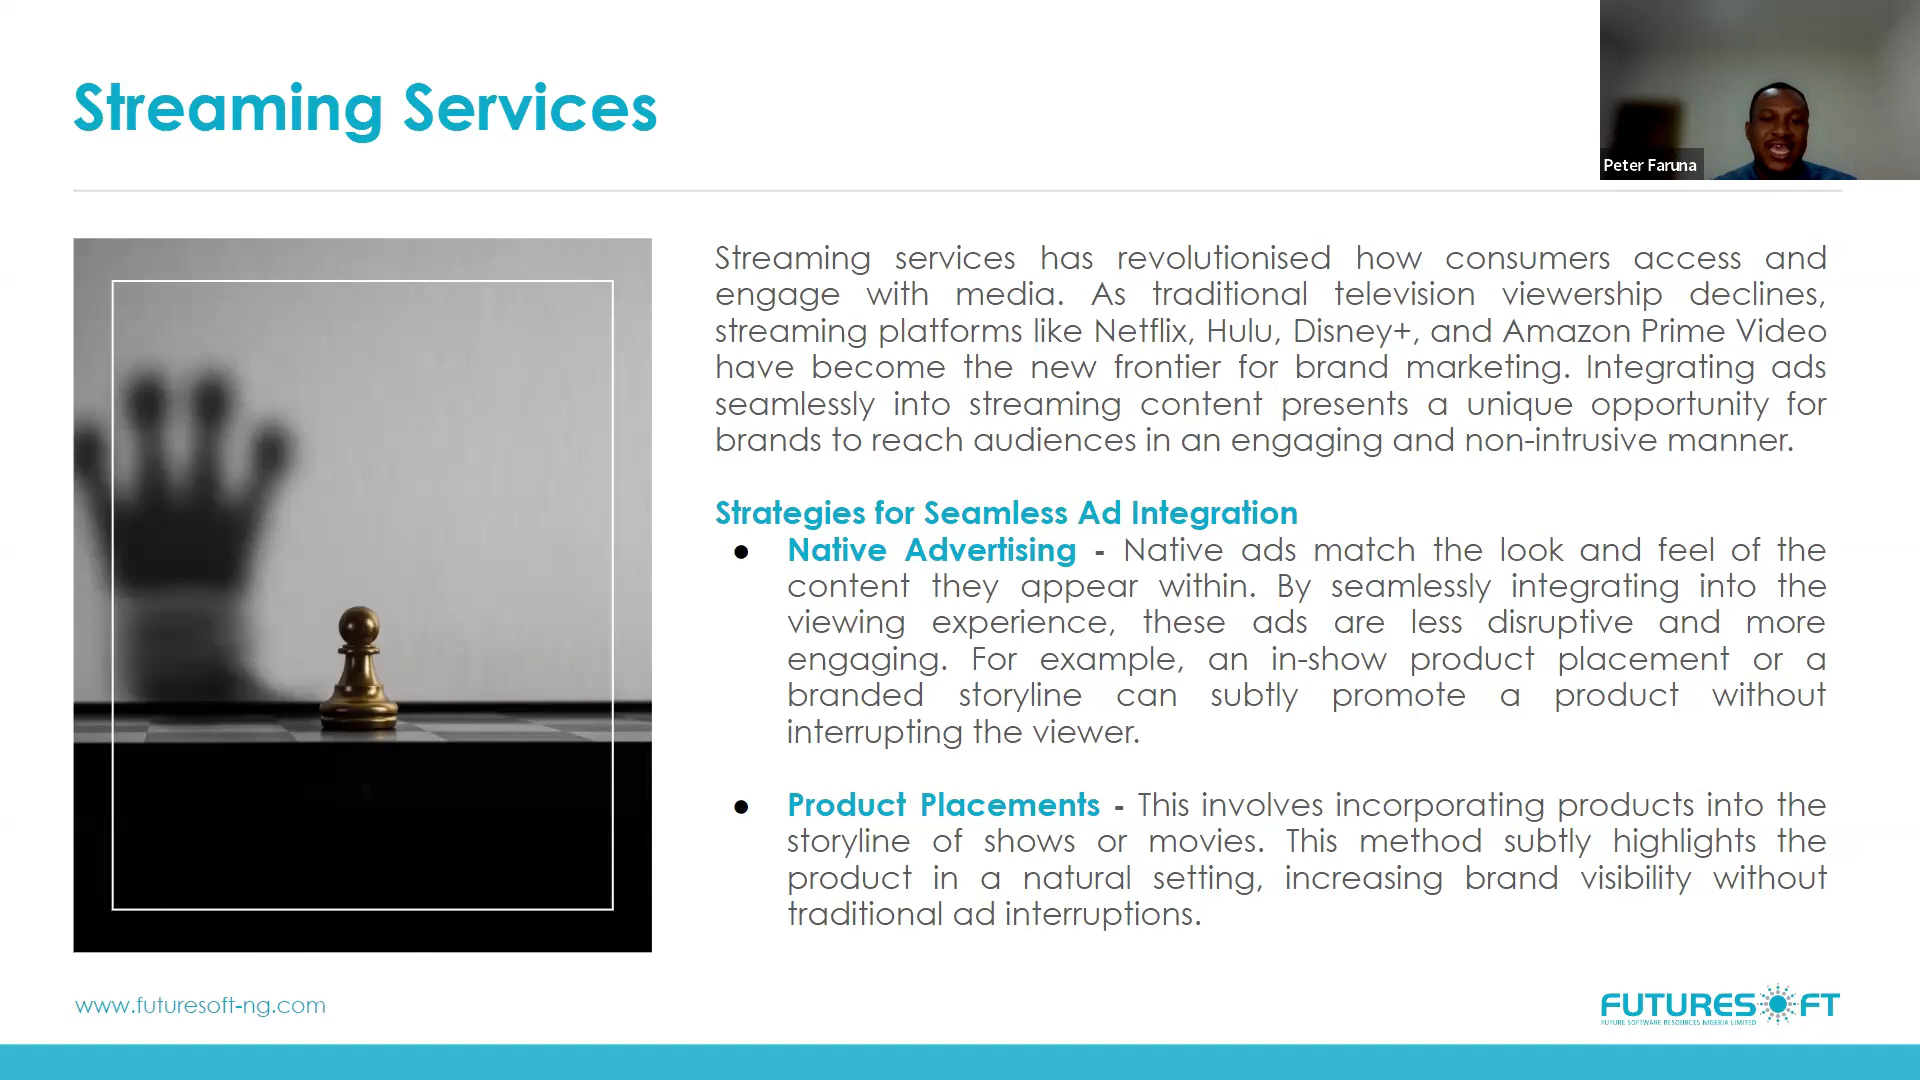 Streaming Services
Peter Faruna
Streaming services has revolutionised how consumers access and
engage with media. As traditional television viewership declines,
streaming platforms like Netflix, Hulu, Disney+, and Amazon Prime Video
have become the new frontier for brand marketing. Integrating ads
seamlessly into streaming content presents a unique opportunity for
brands to reach audiences in an engaging and non-intrusive manner.
Strategies for Seamless Ad Integration
● Native Advertising - Native ads match the look and feel of the
content they appear within. By seamlessly integrating into the
viewing experience, these ads are less disruptive and more
engaging. For example, an in-show product placement or a
branded storyline can subtly promote a product without
interrupting the viewer.
● Product Placements - This involves incorporating products into the
storyline of shows or movies. This method subtly highlights the
product in a natural setting, increasing brand visibility without
traditional ad interruptions.
www.futuresoft-ng.com
FUTURESOFT
FUTURE SOFTWARE RESOURCES NIGERIA LIMITED